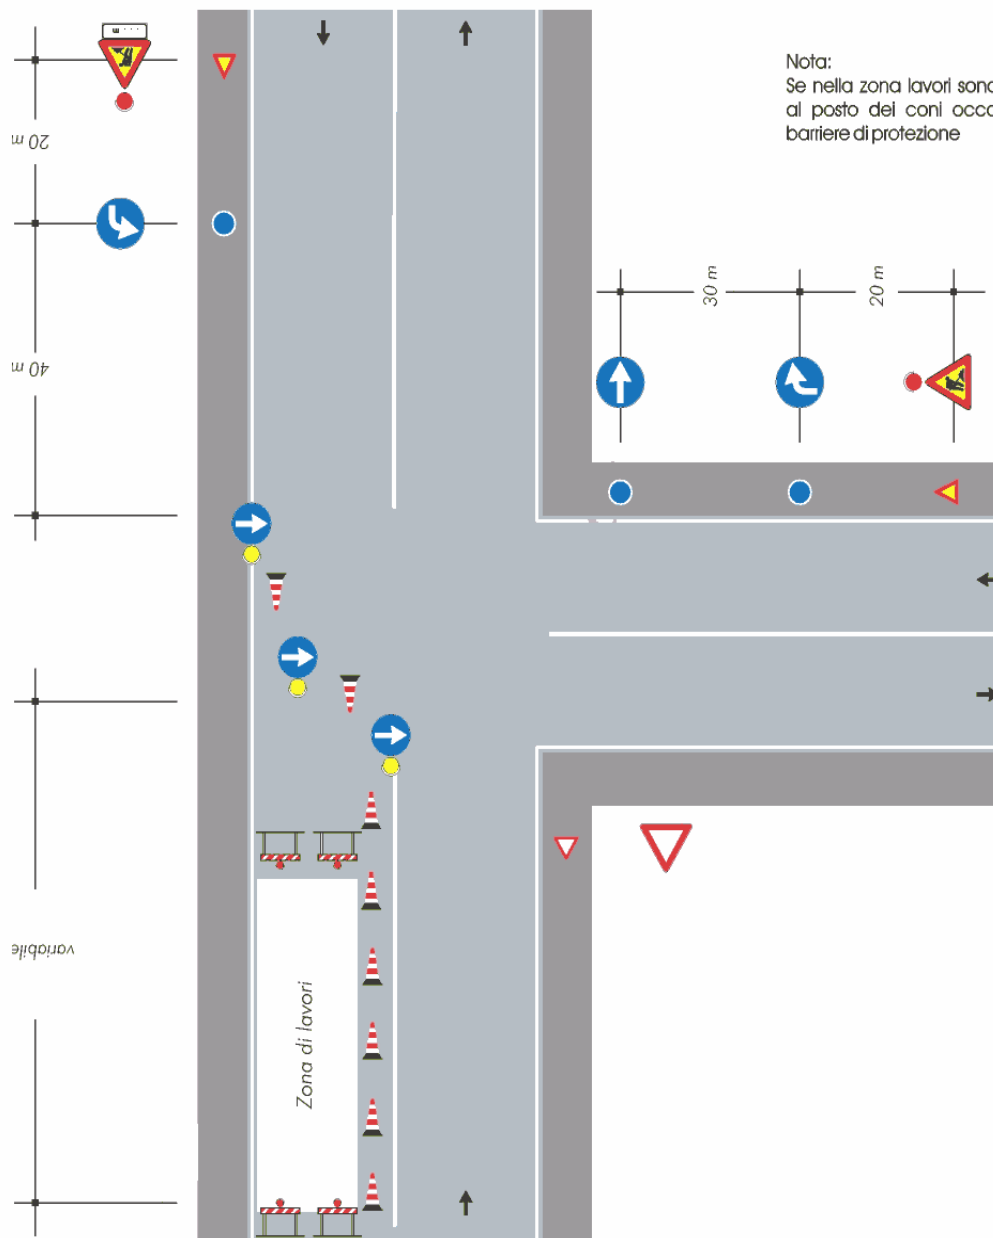 Nota:
Se nella zona lavori sono
al posto dei coni occo
barriere di protezione
20 m
40 m
30 m
20 m
variabile
Zona di lavori